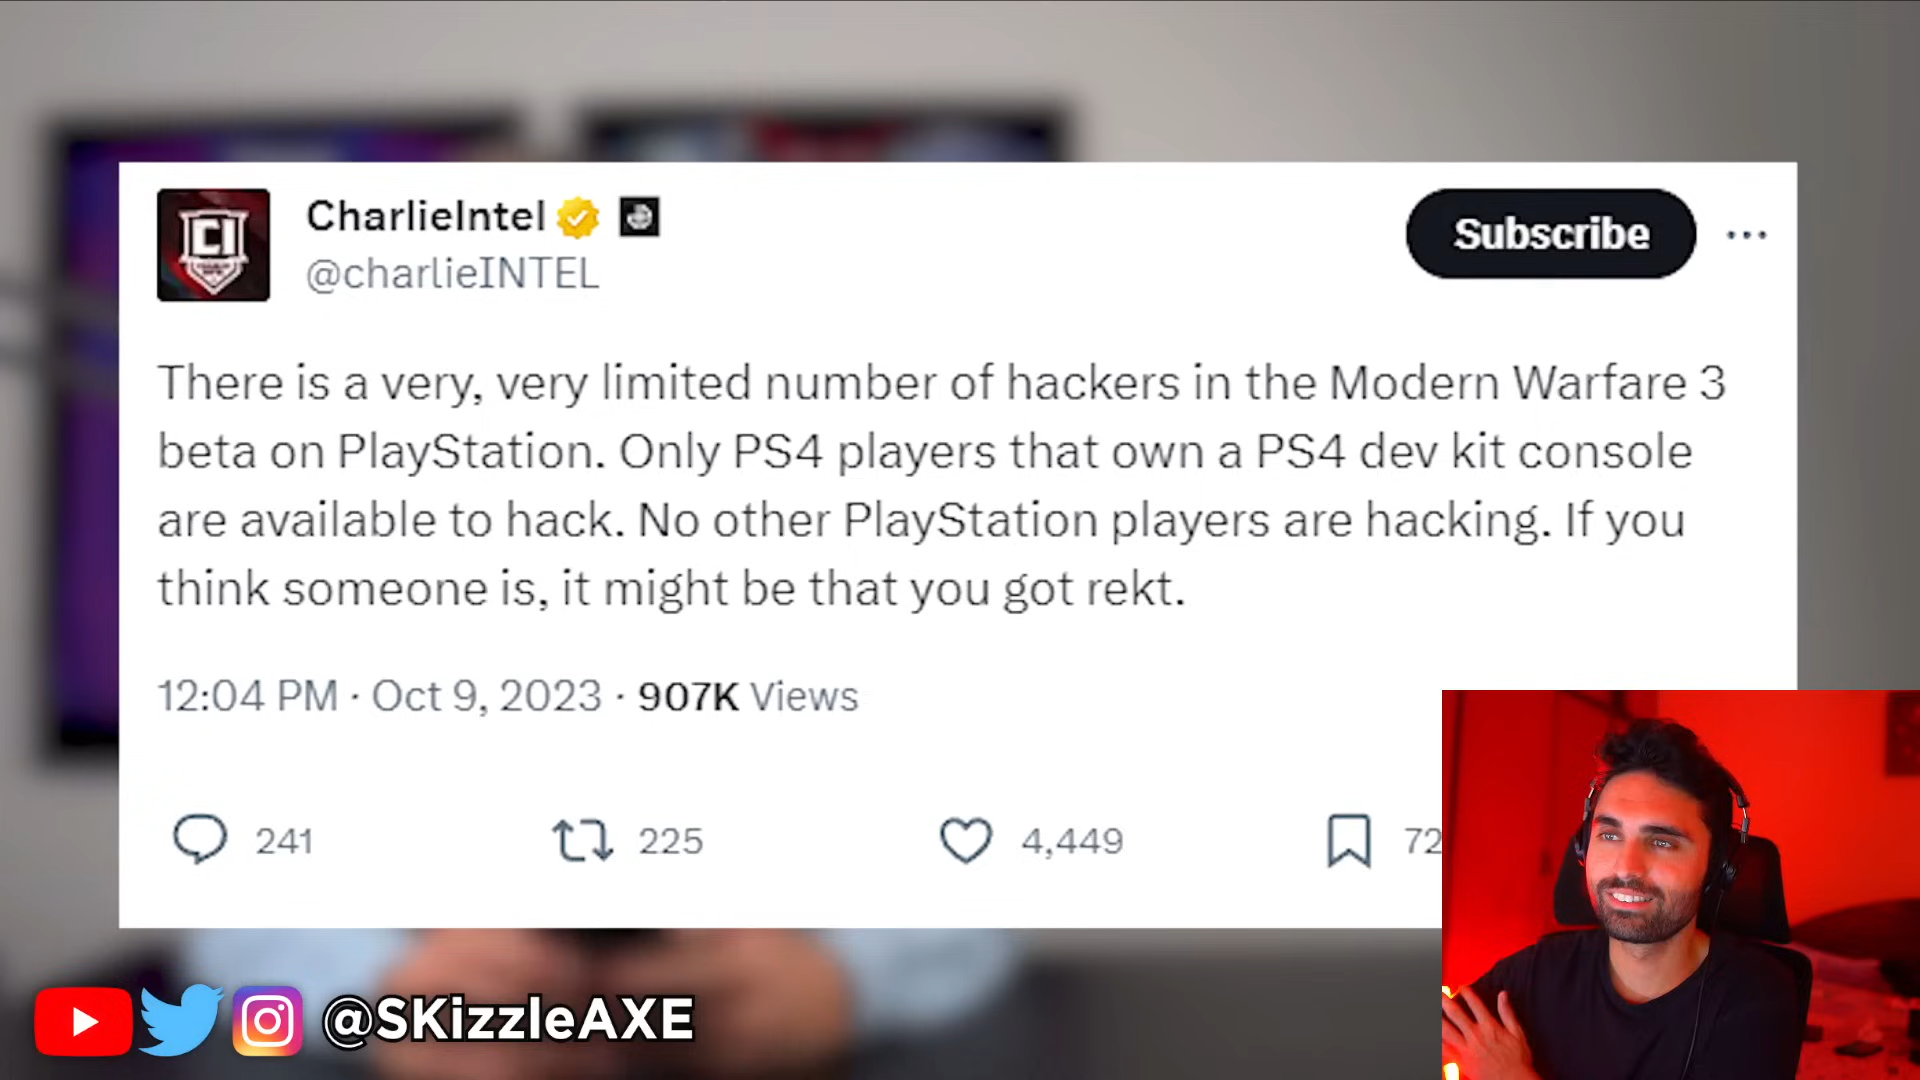 CharlieIntel
@charlieINTEL
Subscribe
There is a very, very limited number of hackers in the Modern Warfare 3
beta on PlayStation. Only PS4 players that own a PS4 dev kit console
are available to hack. No other PlayStation players are hacking. If you
think someone is, it might be that you got rekt.
12:04 PM · Oct 9, 2023 · 907K Views
241 225 4,449 72
@SKizzleAXE
CI